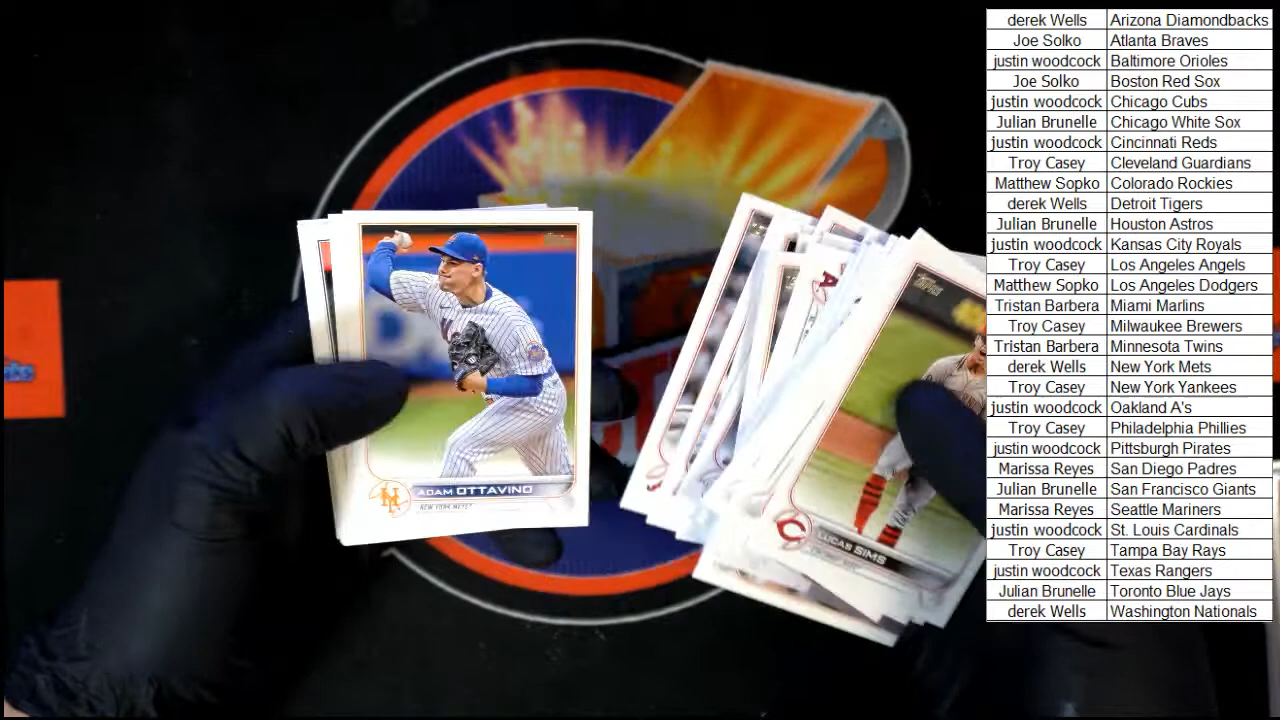 derek Wells Arizona Diamondbacks
Joe Solko Atlanta Braves
justin woodcock Baltimore Orioles
Joe Solko Boston Red Sox
justin woodcock Chicago Cubs
Julian Brunelle Chicago White Sox
justin woodcock Cincinnati Reds
Troy Casey Cleveland Guardians
Matthew Sopko Colorado Rockies
derek Wells Detroit Tigers
Julian Brunelle Houston Astros
justin woodcock Kansas City Royals
Troy Casey Los Angeles Angels
Matthew Sopko Los Angeles Dodgers
Tristan Barbera Miami Marlins
Troy Casey Milwaukee Brewers
Tristan Barbera Minnesota Twins
derek Wells New York Mets
Troy Casey New York Yankees
justin woodcock Oakland A's
Troy Casey Philadelphia Phillies
justin woodcock Pittsburgh Pirates
Marissa Reyes San Diego Padres
Julian Brunelle San Francisco Giants
Marissa Reyes Seattle Mariners
justin woodcock St. Louis Cardinals
Troy Casey Tampa Bay Rays
justin woodcock Texas Rangers
Julian Brunelle Toronto Blue Jays
derek Wells Washington Nationals
Topps
NY
ADAM OTTAVINO
NEW YORK METS
C
LUCAS SIMS